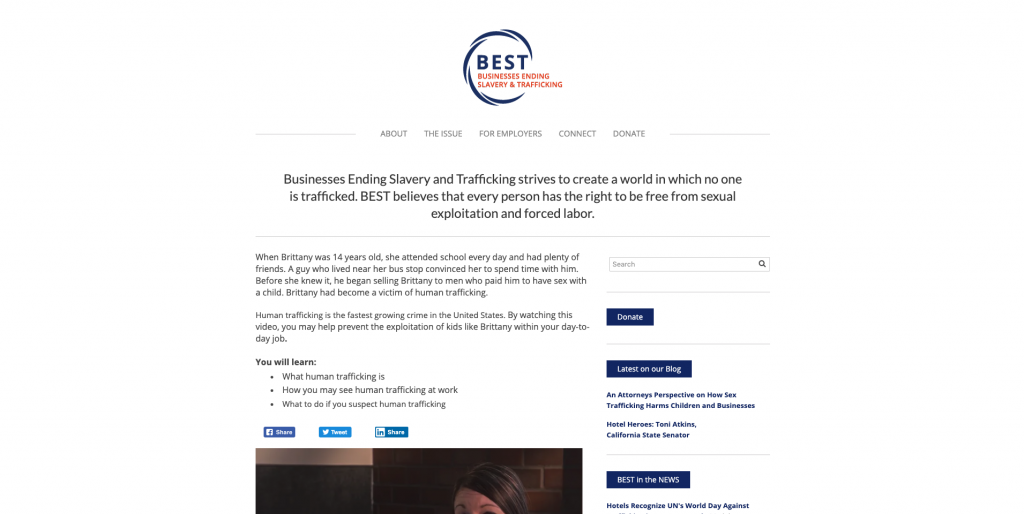 BEST
BUSINESSES ENDING
SLAVERY & TRAFFICKING
ABOUT
THE ISSUE
FOR EMPLOYERS
CONNECT
DONATE
Businesses Ending Slavery and Trafficking strives to create a world in which no one
is trafficked. BEST believes that every person has the right to be free from sexual
exploitation and forced labor.
When Brittany was 14 years old, she attended school every day and had plenty of
friends. A guy who lived near her bus stop convinced her to spend time with him.
Before she knew it, he began selling Brittany to men who paid him to have sex with
a child. Brittany had become a victim of human trafficking.
Human trafficking is the fastest growing crime in the United States. By watching this
video, you may help prevent the exploitation of kids like Brittany within your day-to-
day job.
You will learn:
• What human trafficking is
• How you may see human trafficking at work
• What to do if you suspect human trafficking
Share
Tweet
in Share
Search
Donate
Latest on our Blog
An Attorneys Perspective on How Sex
Trafficking Harms Children and Businesses
Hotel Heroes: Toni Atkins,
California State Senator
BEST in the NEWS
Hotels Recognize UN's World Day Against